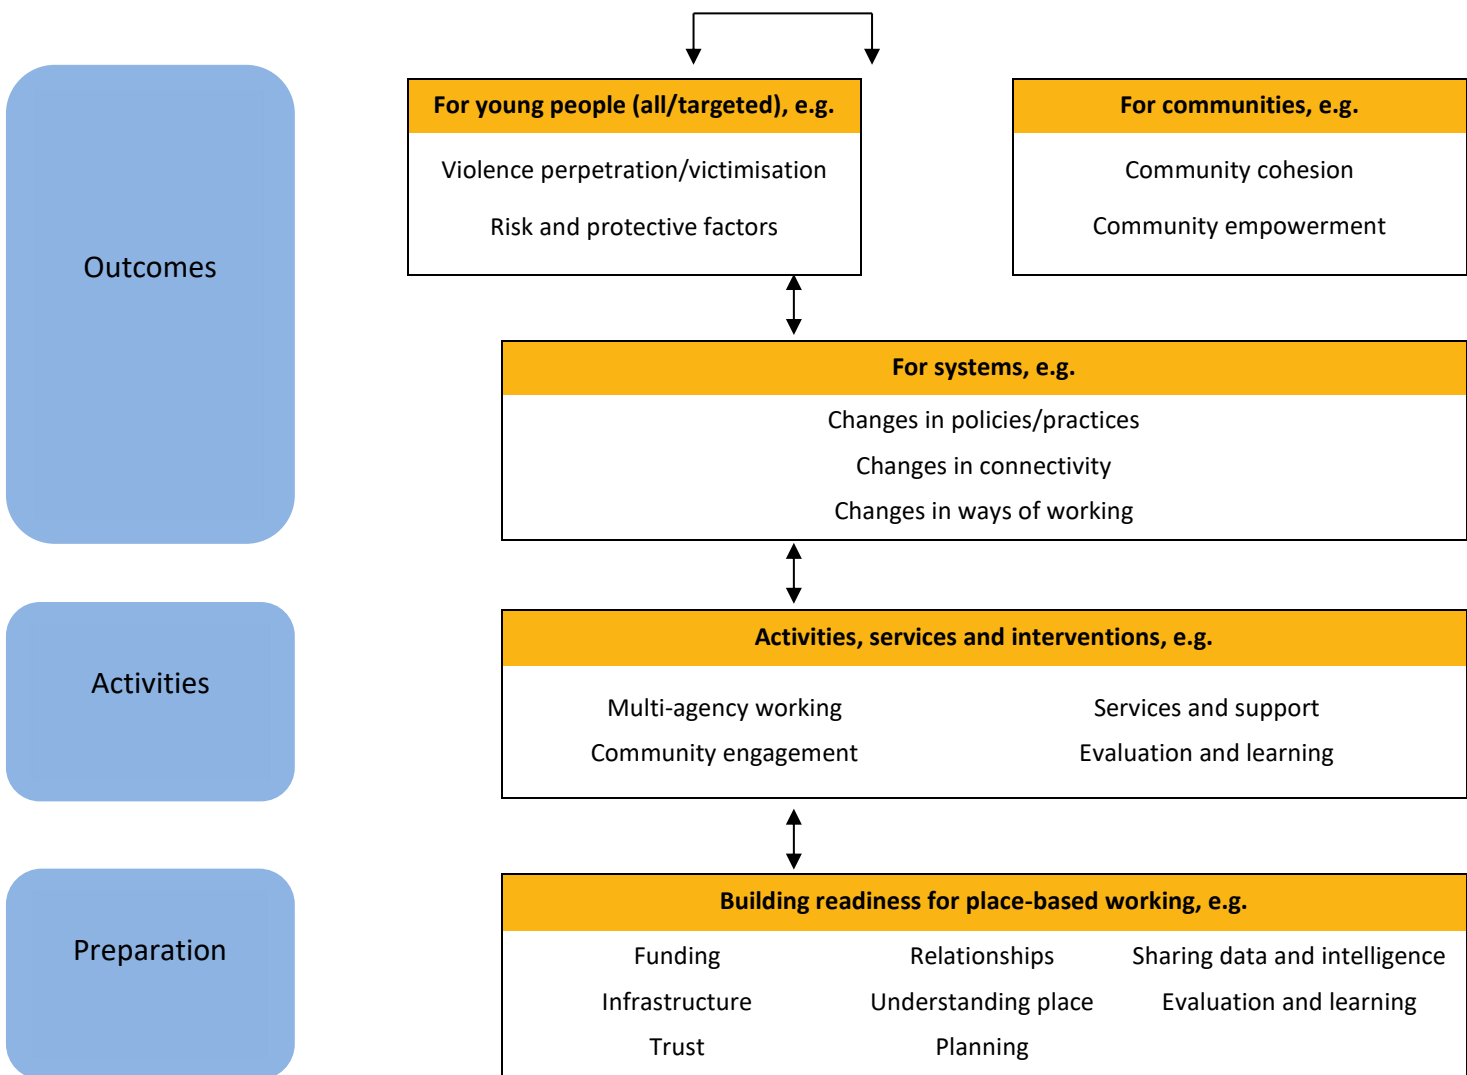 Outcomes
For young people (all/targeted), e.g.
Violence perpetration/victimisation
Risk and protective factors
For communities, e.g.
Community cohesion
Community empowerment
For systems, e.g.
Changes in policies/practices
Changes in connectivity
Changes in ways of working
Activities
Activities, services and interventions, e.g.
Multi-agency working
Services and support
Community engagement
Evaluation and learning
Preparation
Building readiness for place-based working, e.g.
Funding
Relationships
Sharing data and intelligence
Infrastructure
Understanding place
Evaluation and learning
Trust
Planning